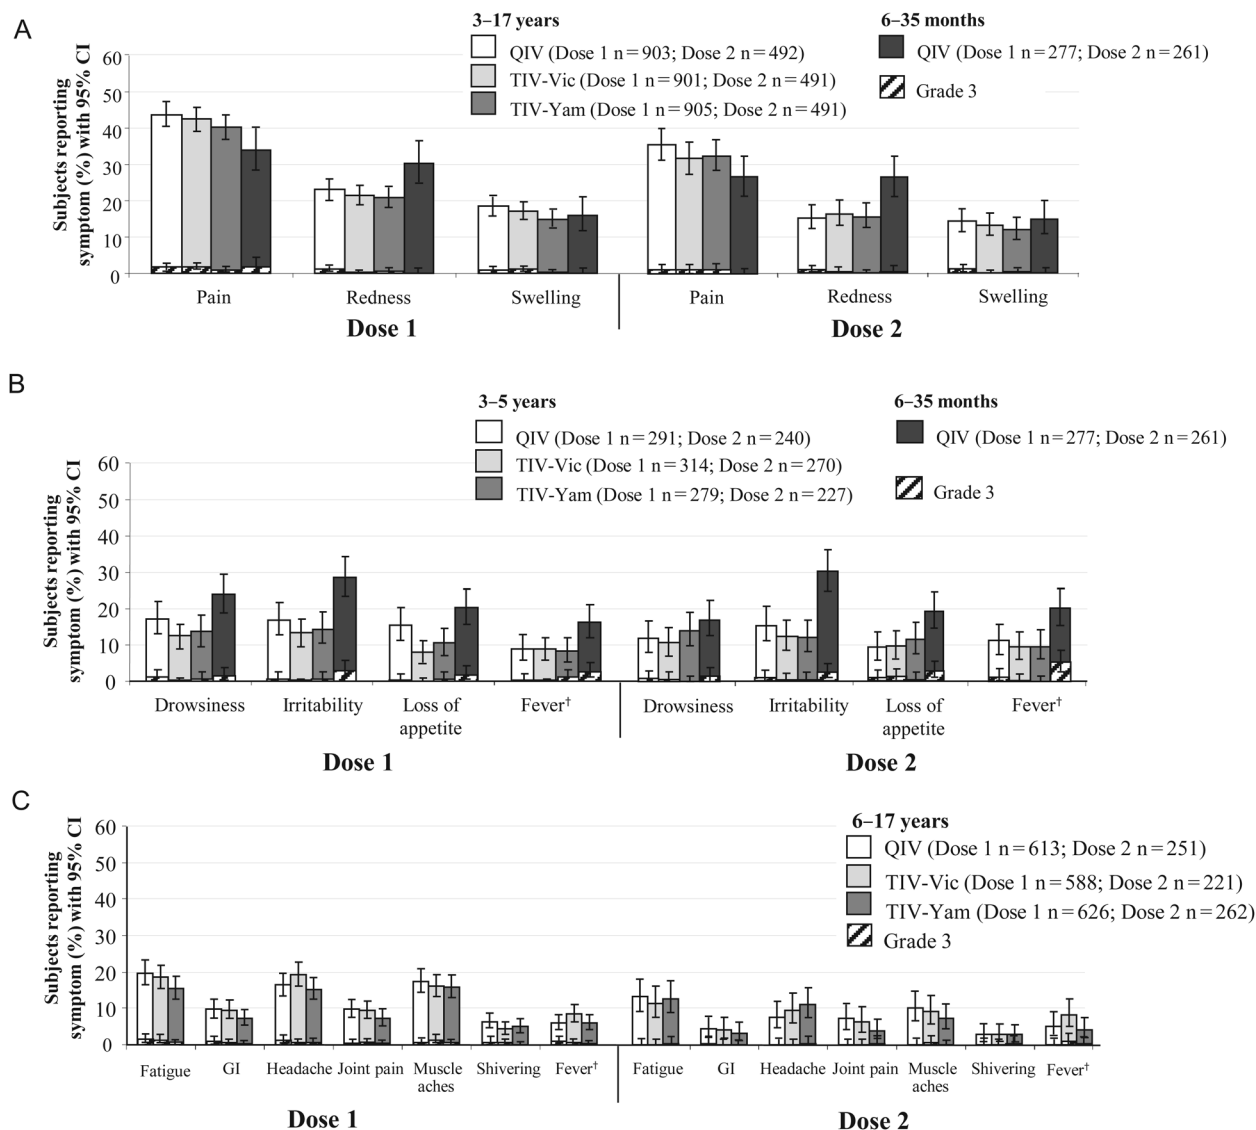 A
3–17 years
6–35 months
QIV (Dose 1 n=903; Dose 2 n=492)
QIV (Dose 1 n=277; Dose 2 n=261)
TIV-Vic (Dose 1 n=901; Dose 2 n=491)
Grade 3
TIV-Yam (Dose 1 n=905; Dose 2 n=491)
Subjects reporting
symptom (%) with 95% CI
60
50
40
30
20
10
0
Pain Redness Swelling Pain Redness Swelling
Dose 1 Dose 2
B
3–5 years
6–35 months
QIV (Dose 1 n=291; Dose 2 n=240)
QIV (Dose 1 n=277; Dose 2 n=261)
TIV-Vic (Dose 1 n=314; Dose 2 n=270)
TIV-Yam (Dose 1 n=279; Dose 2 n=227)
Grade 3
Subjects reporting
symptom (%) with 95% CI
60
50
40
30
20
10
0
Drowsiness Irritability Loss of Fever† Drowsiness Irritability Loss of Fever†
appetite appetite
Dose 1 Dose 2
C
6–17 years
QIV (Dose 1 n=613; Dose 2 n=251)
TIV-Vic (Dose 1 n=588; Dose 2 n=221)
TIV-Yam (Dose 1 n=626; Dose 2 n=262)
Grade 3
Subjects reporting
symptom (%) with 95% CI
60
50
40
30
20
10
0
Fatigue GI Headache Joint pain Muscle Shivering Fever† Fatigue GI Headache Joint pain Muscle Shivering Fever†
aches aches
Dose 1 Dose 2